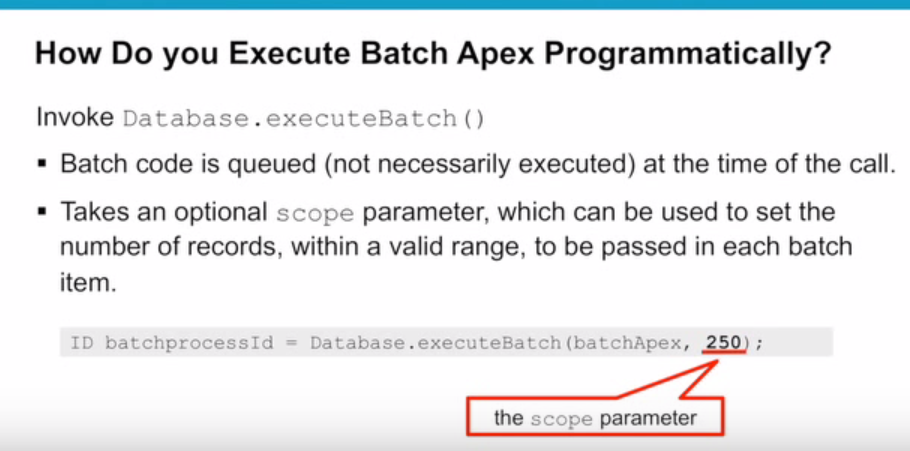 How Do you Execute Batch Apex Programmatically?
Invoke Database.executeBatch()
▪ Batch code is queued (not necessarily executed) at the time of the call.
▪ Takes an optional scope parameter, which can be used to set the
number of records, within a valid range, to be passed in each batch
item.
ID batchprocessId = Database.executeBatch(batchApex, 250);
the scope parameter